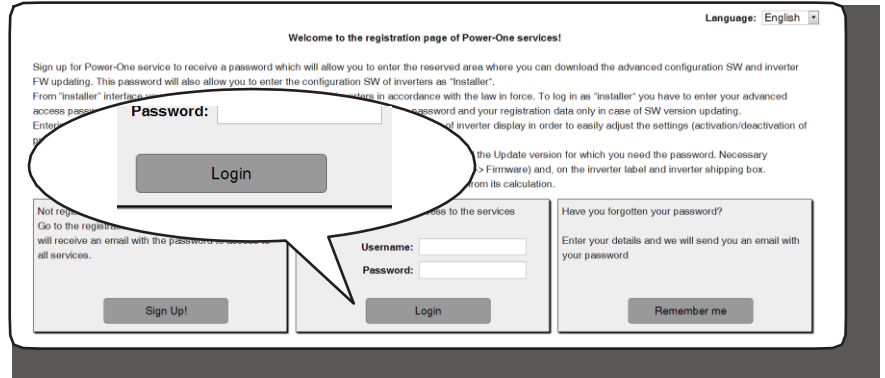 Language: English
Welcome to the registration page of Power-One services!
Sign up for Power-One service to receive a password which will allow you to enter the reserved area where you can download the advanced configuration SW and inverter
FW updating. This password will also allow you to enter the configuration SW of inverters as "Installer".
From "installer" interface in accordance with the law in force. To log in as "installer" you have to enter your advanced
access password and your registration data only in case of SW version updating.
of inverter display in order to easily adjust the settings (activation/deactivation of
the Update version for which you need the password. Necessary
-> Firmware) and, on the inverter label and inverter shipping box.
from its calculation.
Password:
Login
Not
Go to the
will receive an email with the password to access to
all services.
Sign Up!
access to the services
Username:
Password:
Login
Have you forgotten your password?
Enter your details and we will send you an email with
your password
Remember me